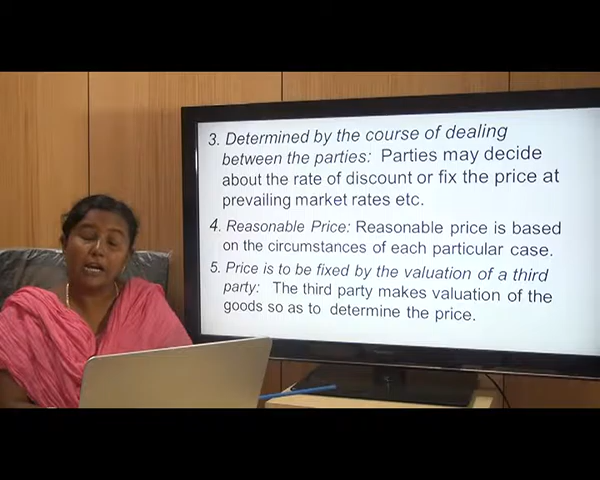 3. Determined by the course of dealing
between the parties: Parties may decide
about the rate of discount or fix the price at
prevailing market rates etc.
4. Reasonable Price: Reasonable price is based
on the circumstances of each particular case.
5. Price is to be fixed by the valuation of a third
party: The third party makes valuation of the
goods so as to determine the price.